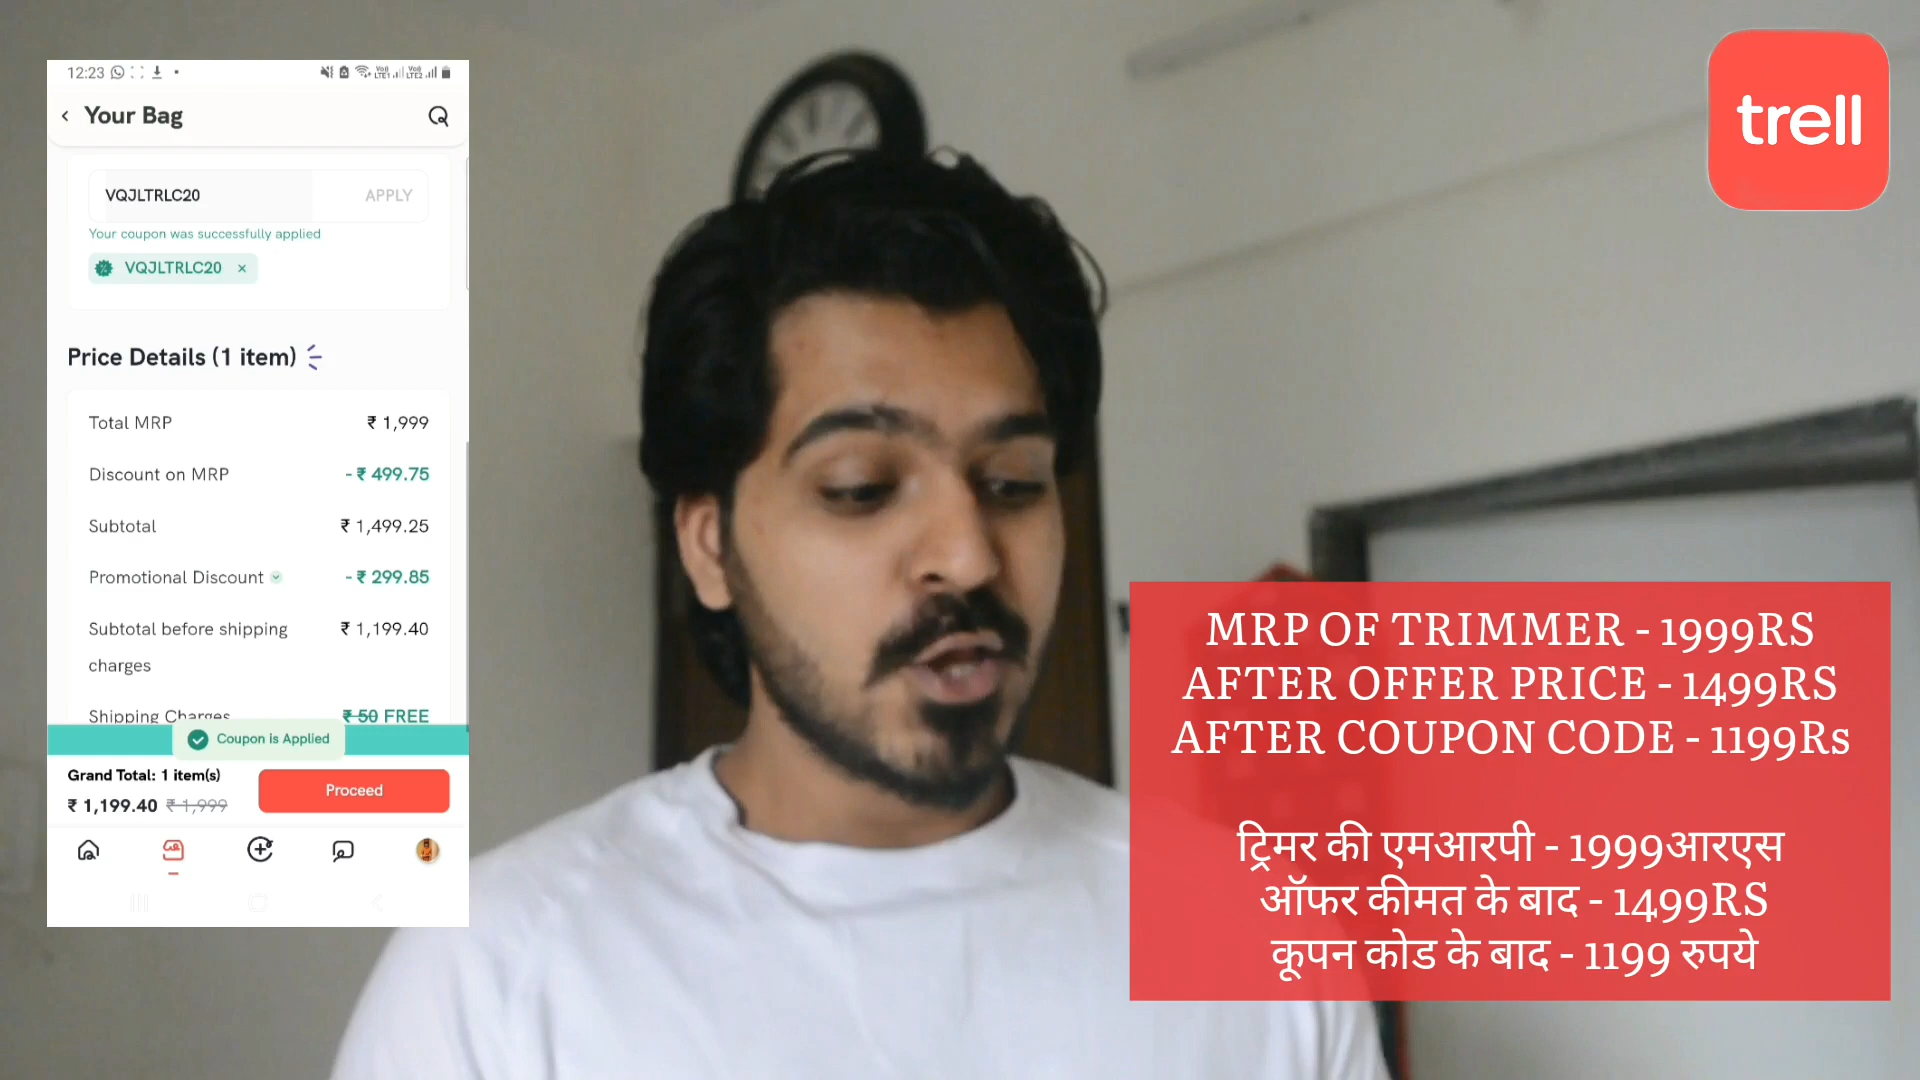 12:23
Your Bag
VQJLTRLC20 APPLY
Your coupon was successfully applied
VQJLTRLC20 ×
Price Details (1 item)
Total MRP ₹ 1,999
Discount on MRP - ₹ 499.75
Subtotal ₹ 1,499.25
Promotional Discount - ₹ 299.85
Subtotal before shipping ₹ 1,199.40
charges
Shipping Charges ₹ 50 FREE
Coupon is Applied
Grand Total: 1 item(s)
₹ 1,199.40 ₹ 1,999
Proceed
trell
MRP OF TRIMMER - 1999RS
AFTER OFFER PRICE - 1499RS
AFTER COUPON CODE - 1199Rs
ट्रिमर की एमआरपी - 1999आरएस
ऑफर कीमत के बाद - 1499RS
कूपन कोड के बाद - 1199 रुपये